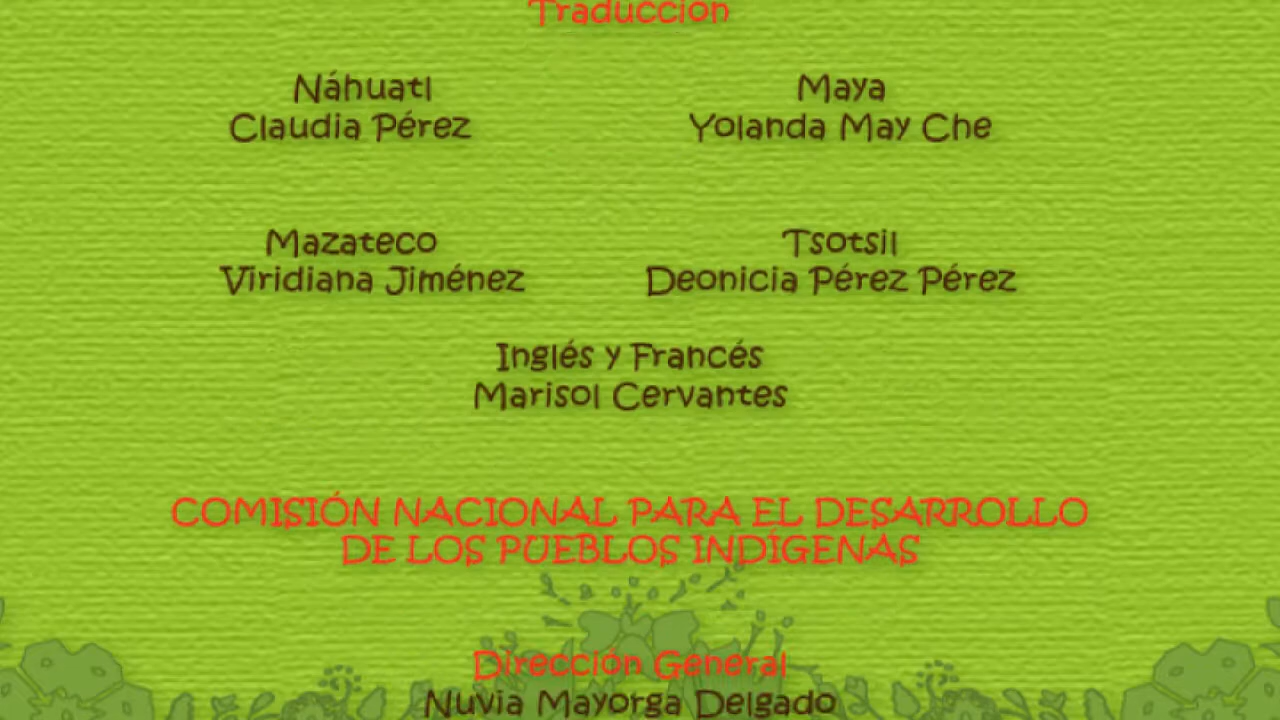 Traducción
Náhuatl
Claudia Pérez
Maya
Yolanda May Che
Mazateco
Viridiana Jiménez
Tsotsil
Deonicia Pérez Pérez
Inglés y Francés
Marisol Cervantes
COMISIÓN NACIONAL PARA EL DESARROLLO
DE LOS PUEBLOS INDÍGENAS
Dirección General
Nuvia Mayorga Delgado